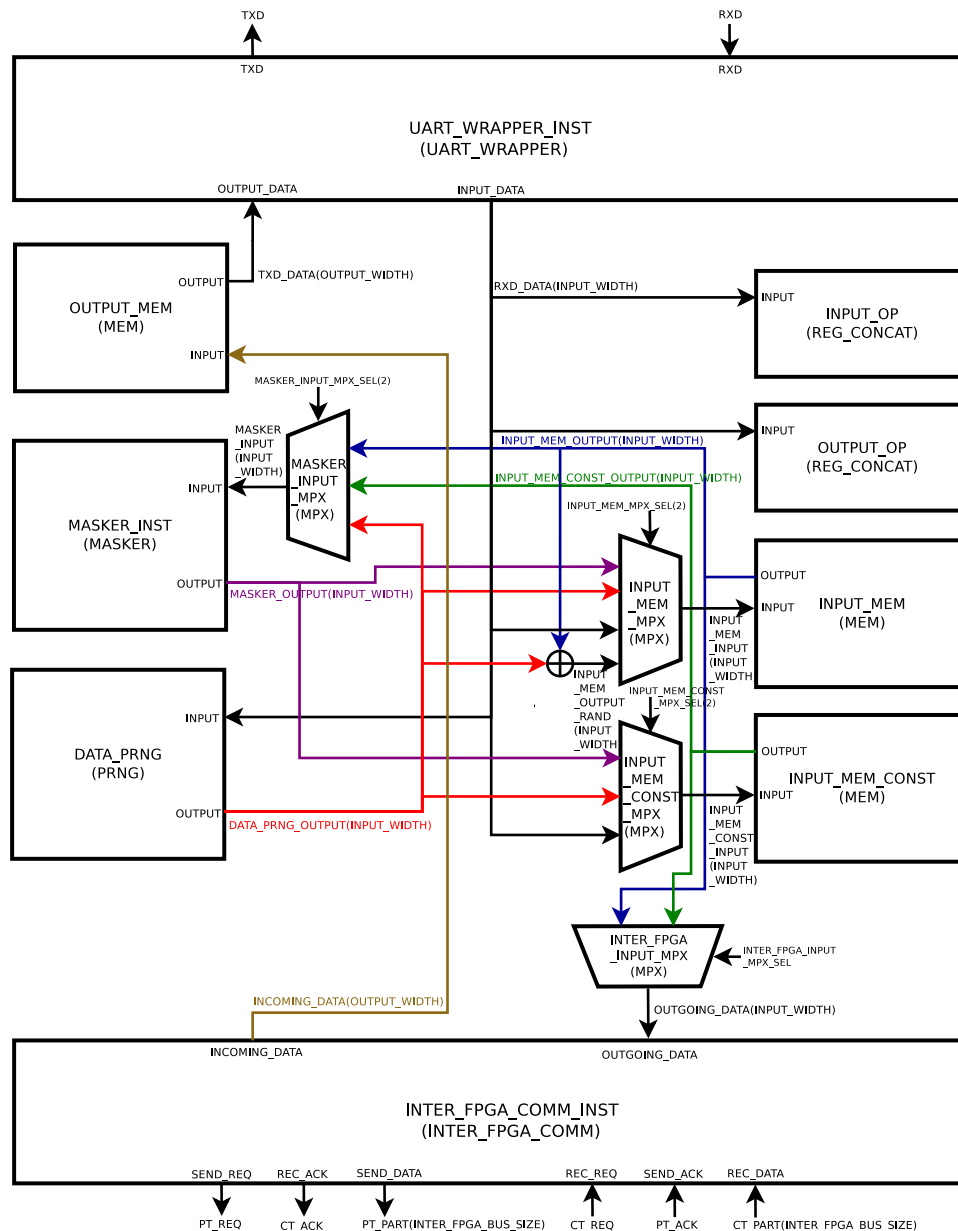 TXD
RXD
TXD
RXD
UART_WRAPPER_INST
(UART_WRAPPER)
OUTPUT_DATA
INPUT_DATA
OUTPUT
TXD_DATA(OUTPUT_WIDTH)
OUTPUT_MEM
(MEM)
INPUT
RXD_DATA(INPUT_WIDTH)
INPUT
INPUT_OP
(REG_CONCAT)
MASKER_INPUT_MPX_SEL(2)
MASKER
_INPUT
(INPUT
_WIDTH)
MASKER
_INPUT
_MPX
(MPX)
INPUT_MEM_OUTPUT(INPUT_WIDTH)
INPUT
OUTPUT_OP
(REG_CONCAT)
INPUT_MEM_CONST_OUTPUT(INPUT_WIDTH)
INPUT
MASKER_INST
(MASKER)
OUTPUT
MASKER_OUTPUT(INPUT_WIDTH)
INPUT_MEM_MPX_SEL(2)
INPUT
_MEM
_MPX
(MPX)
OUTPUT
INPUT
INPUT_MEM
(MEM)
INPUT
_MEM
_INPUT
(INPUT
_WIDTH)
INPUT
_MEM
_OUTPUT
_RAND
(INPUT
_WIDTH)
INPUT_MEM_CONST
_MPX_SEL(2)
INPUT
DATA_PRNG
(PRNG)
OUTPUT
DATA_PRNG_OUTPUT(INPUT_WIDTH)
INPUT
_MEM
_CONST
_MPX
(MPX)
OUTPUT
INPUT_MEM_CONST
(MEM)
INPUT
INPUT
_MEM
_CONST
_INPUT
(INPUT
_WIDTH)
INTER_FPGA
_INPUT_MPX
(MPX)
INTER_FPGA_INPUT
_MPX_SEL
INCOMING_DATA(OUTPUT_WIDTH)
OUTGOING_DATA(INPUT_WIDTH)
INCOMING_DATA
OUTGOING_DATA
INTER_FPGA_COMM_INST
(INTER_FPGA_COMM)
SEND_REQ
REC_ACK
SEND_DATA
REC_REQ
SEND_ACK
REC_DATA
PT_REQ
CT_ACK
PT_PART(INTER_FPGA_BUS_SIZE)
CT_REQ
PT_ACK
CT_PART(INTER_FPGA_BUS_SIZE)